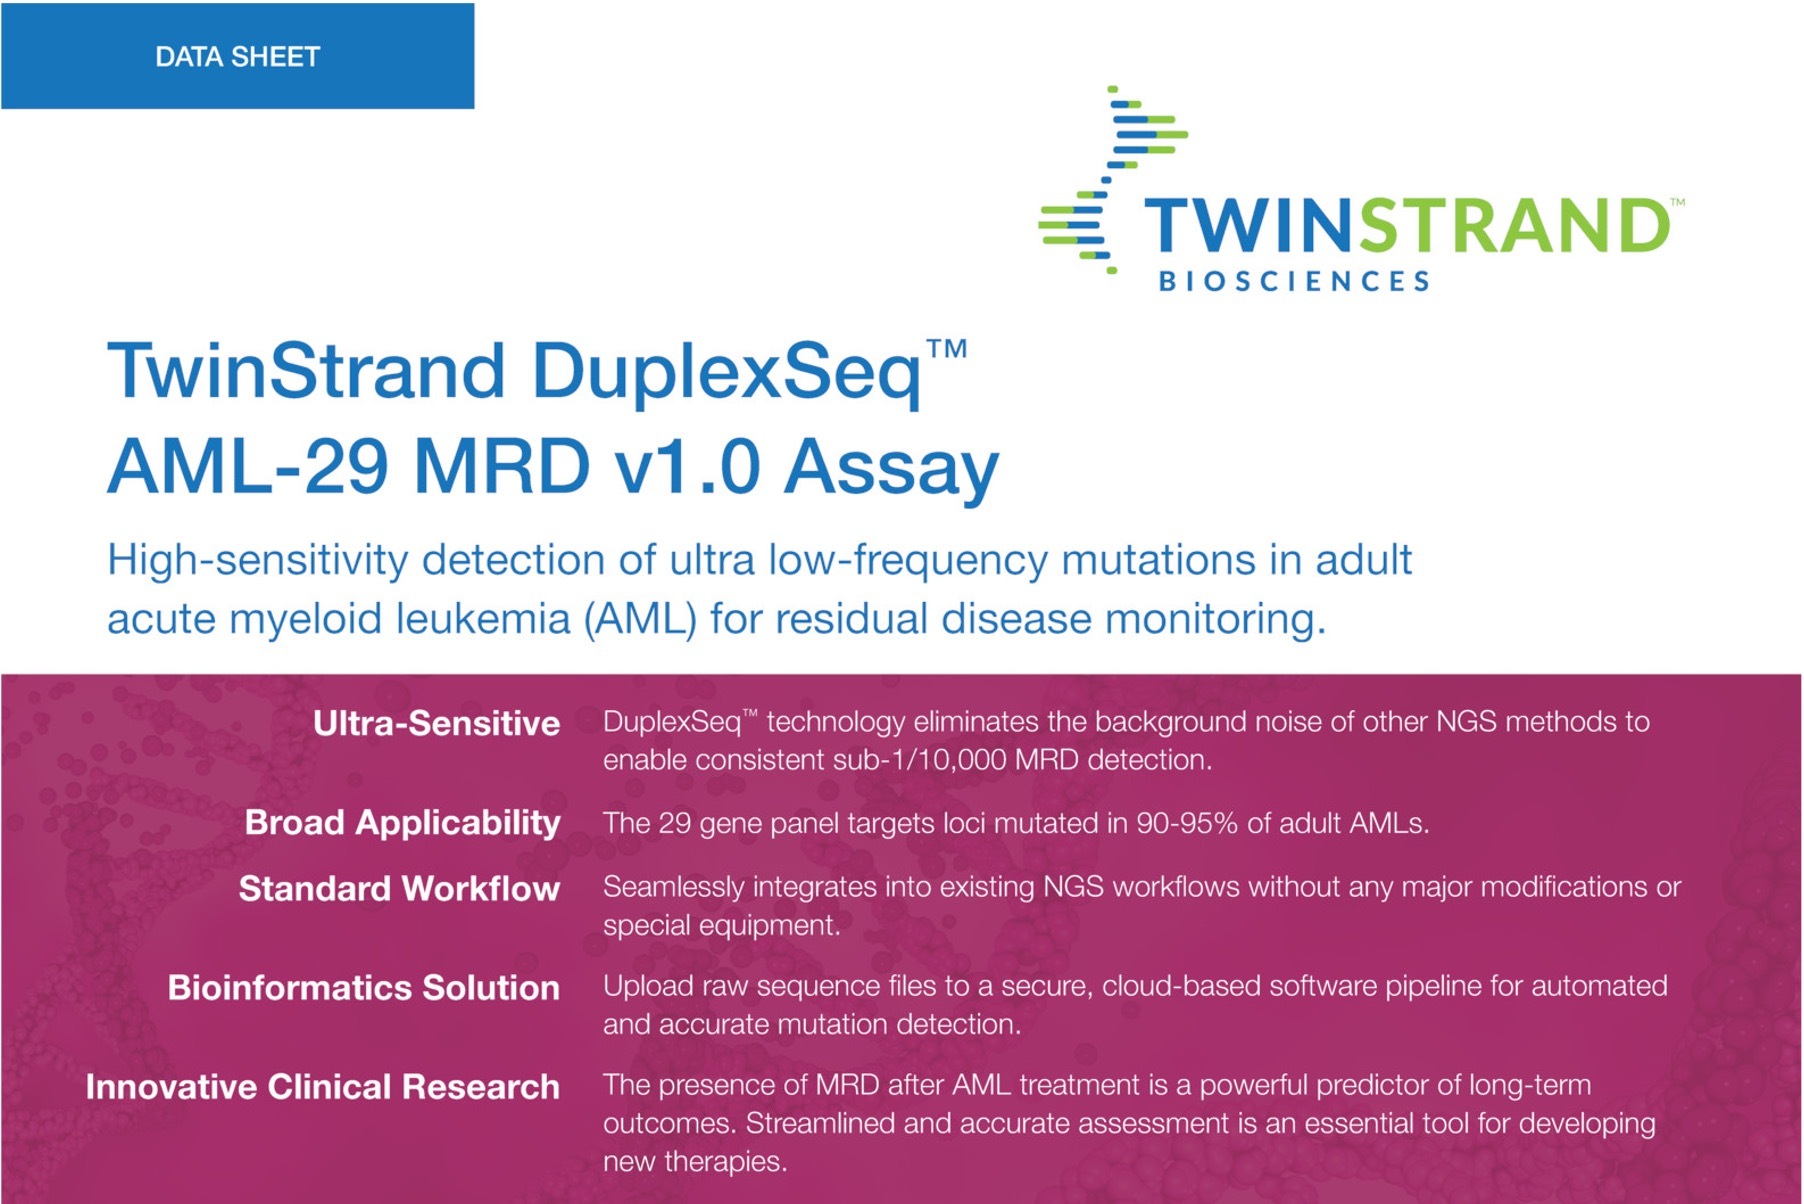 DATA SHEET
TWINSTRAND™
BIOSCIENCES
TwinStrand DuplexSeq™
AML-29 MRD v1.0 Assay
High-sensitivity detection of ultra low-frequency mutations in adult
acute myeloid leukemia (AML) for residual disease monitoring.
Ultra-Sensitive
DuplexSeq™ technology eliminates the background noise of other NGS methods to
enable consistent sub-1/10,000 MRD detection.
Broad Applicability
The 29 gene panel targets loci mutated in 90-95% of adult AMLs.
Standard Workflow
Seamlessly integrates into existing NGS workflows without any major modifications or
special equipment.
Bioinformatics Solution
Upload raw sequence files to a secure, cloud-based software pipeline for automated
and accurate mutation detection.
Innovative Clinical Research
The presence of MRD after AML treatment is a powerful predictor of long-term
outcomes. Streamlined and accurate assessment is an essential tool for developing
new therapies.